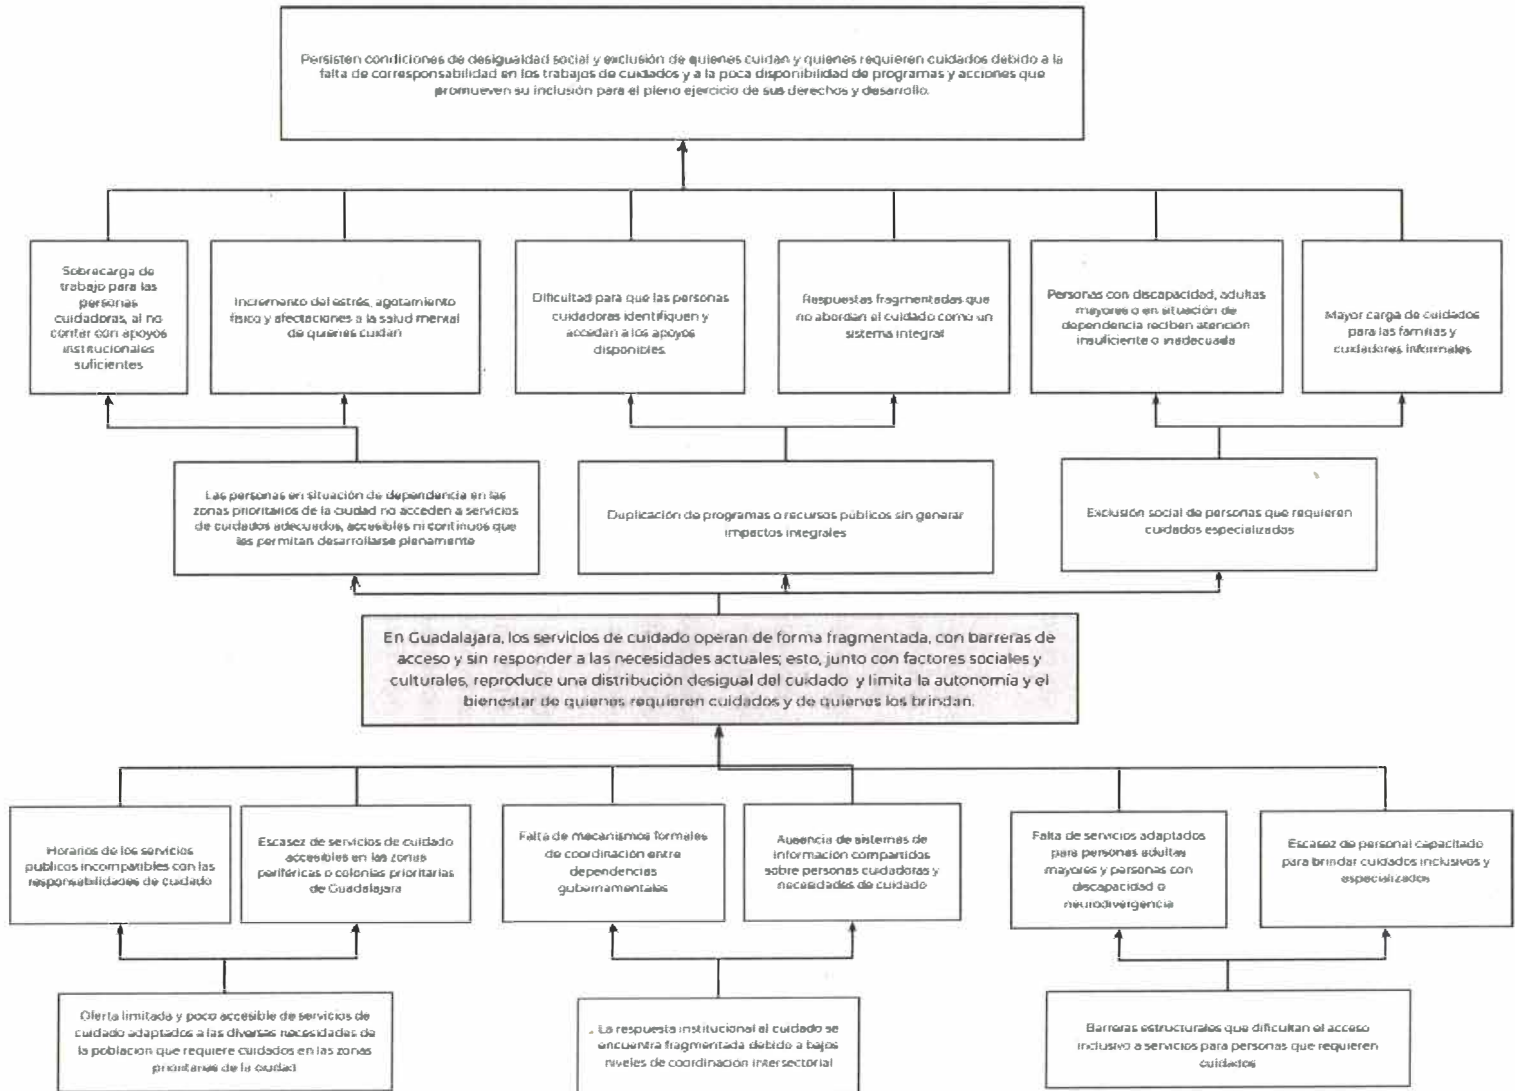 Persisten condiciones de desigualdad social y exclusión de quienes cuidan y quienes requieren cuidados debido a la
falta de corresponsabilidad en los trabajos de cuidados y a la poca disponibilidad de programas y acciones que
promueven su inclusión para el pleno ejercicio de sus derechos y desarrollo.
Sobrecarga de
trabajo para las
personas
cuidadoras, al no
contar con apoyos
institucionales
suficientes
Incremento del estrés, agotamiento
físico y afectaciones a la salud mental
de quienes cuidan
Dificultad para que las personas
cuidadoras identifiquen y
accedan a los apoyos
disponibles.
Respuestas fragmentadas que
no abordan el cuidado como un
sistema integral
Personas con discapacidad, adultas
mayores o en situación de
dependencia reciben atención
insuficiente o inadecuada
Mayor carga de cuidados
para las familias y
cuidadores informales
Las personas en situación de dependencia en las
zonas prioritarios de la ciudad no acceden a servicios
de cuidados adecuados, accesibles ni continuos que
les permitan desarrollarse plenamente
Duplicación de programas o recursos públicos sin generar
impactos integrales
Exclusión social de personas que requieren
cuidados especializados
En Guadalajara, los servicios de cuidado operan de forma fragmentada, con barreras de
acceso y sin responder a las necesidades actuales; esto, junto con factores sociales y
culturales, reproduce una distribución desigual del cuidado y limita la autonomía y el
bienestar de quienes requieren cuidados y de quienes los brindan.
Horarios de los servicios
públicos incompatibles con las
responsabilidades de cuidado
Escasez de servicios de cuidado
accesibles en las zonas
periféricas o colonias prioritarias
de Guadalajara
Falta de mecanismos formales
de coordinación entre
dependencias
gubernamentales
Ausencia de sistemas de
información compartidos
sobre personas cuidadoras y
necesidades de cuidado
Falta de servicios adaptados
para personas adultas
mayores y personas con
discapacidad o
neurodivergencia
Escasez de personal capacitado
para brindar cuidados inclusivos y
especializados
Oferta limitada y poco accesible de servicios de
cuidado adaptados a las diversas necesidades de
la población que requiere cuidados en las zonas
prioritarias de la ciudad
. La respuesta institucional al cuidado se
encuentra fragmentada debido a bajos
niveles de coordinación intersectorial
Barreras estructurales que dificultan el acceso
inclusivo a servicios para personas que requieren
cuidados